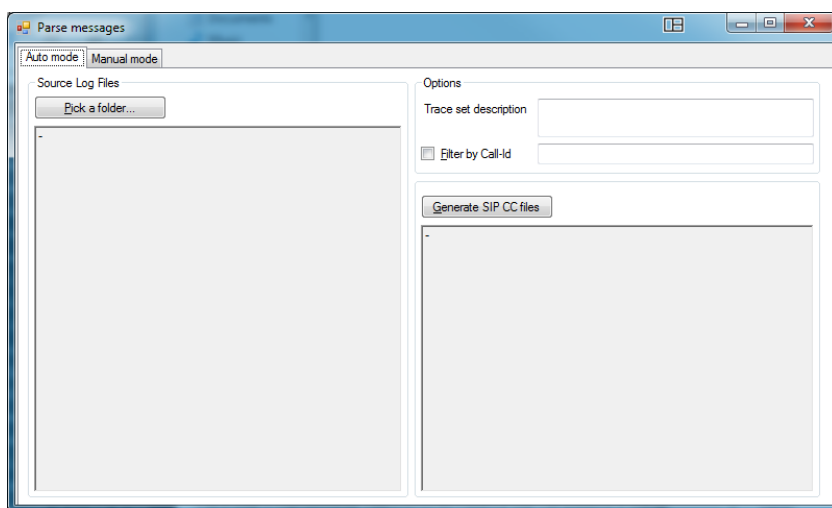 Parse messages
Auto mode
Manual mode
Source Log Files
Pick a folder...
-
Options
Trace set description
Filter by Call-Id
Generate SIP CC files
-